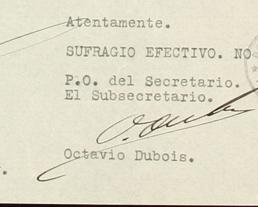 Atentamente.
SUFRAGIO EFECTIVO. NO
P.O. del Secretario.
El Subsecretario.
Octavio Dubois.